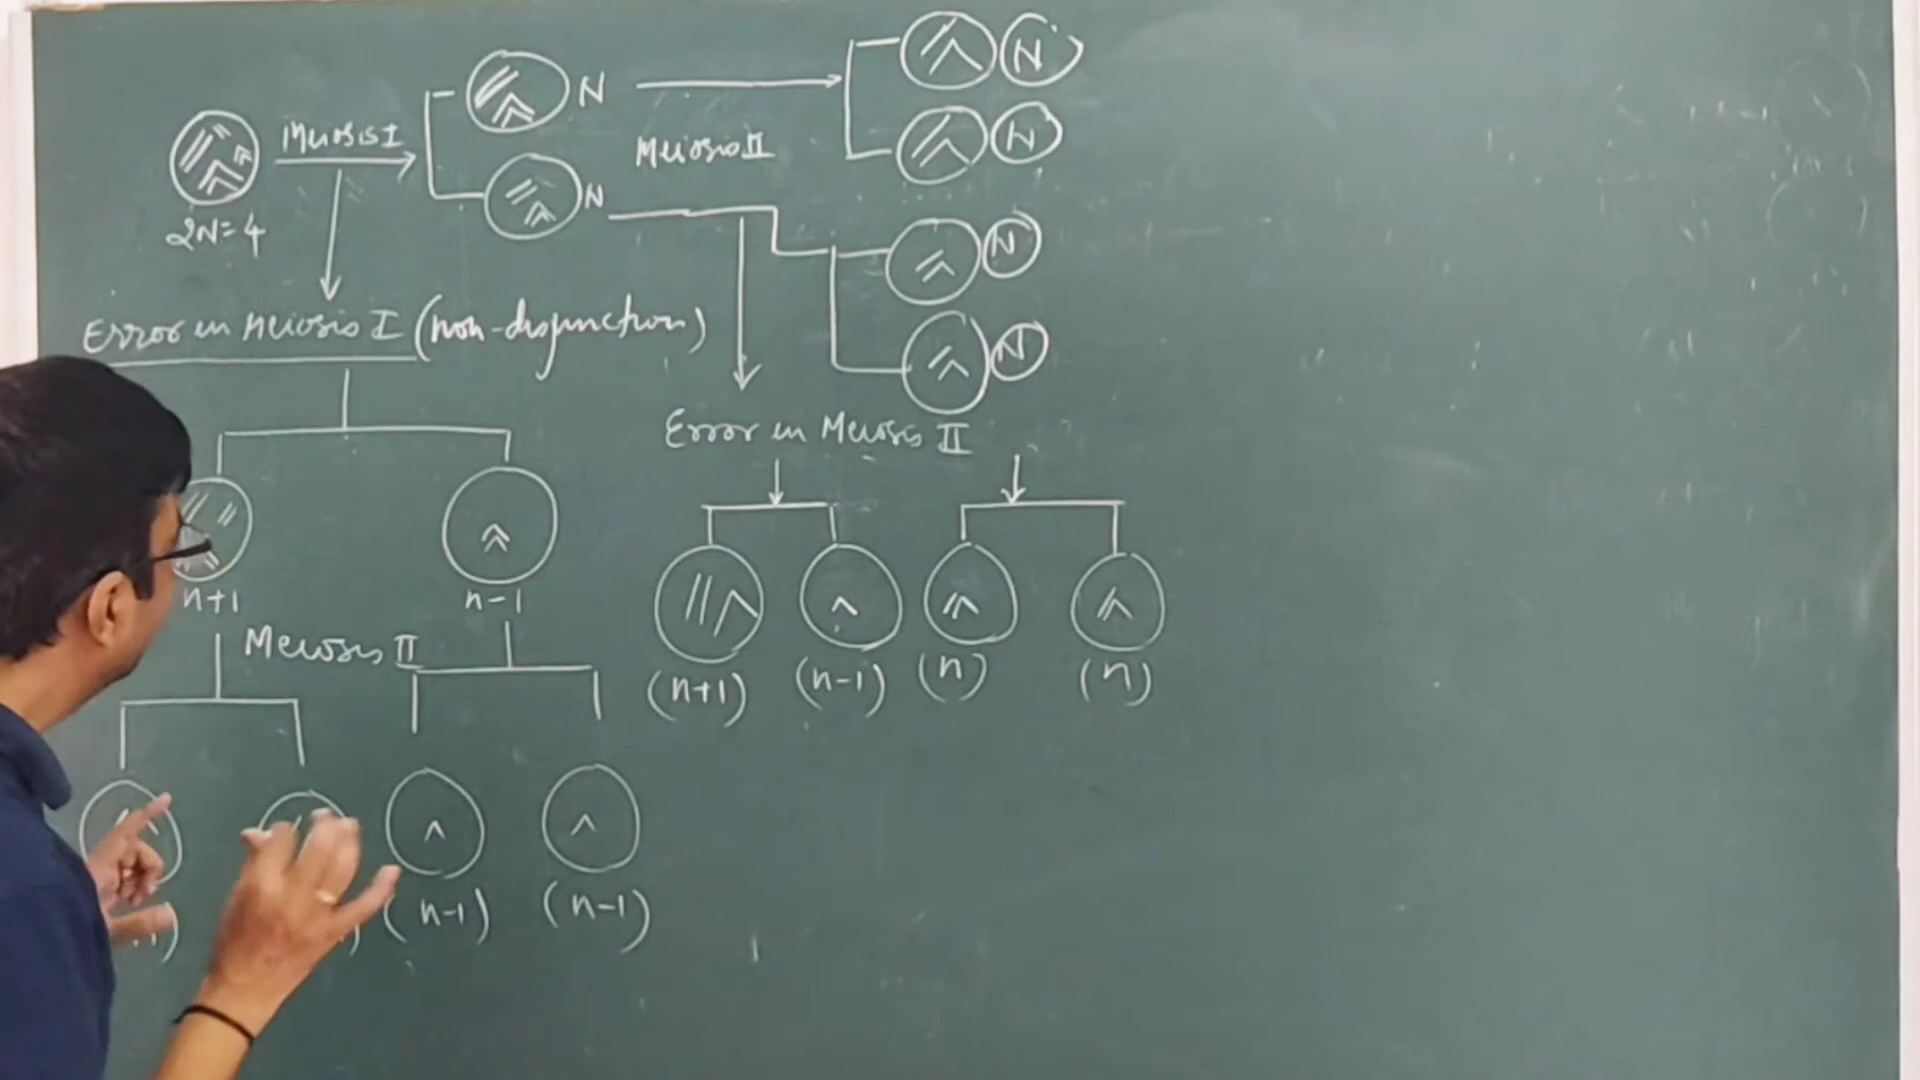 N
N
Meiosis I
N
Meiosis II
N
N
2N=4
N
Error in Meiosis I (non-disjunction)
N
Error in Meiosis II
n+1
n-1
Meiosis II
(n+1)
(n-1)
(n)
(n)
(n-1)
(n-1)